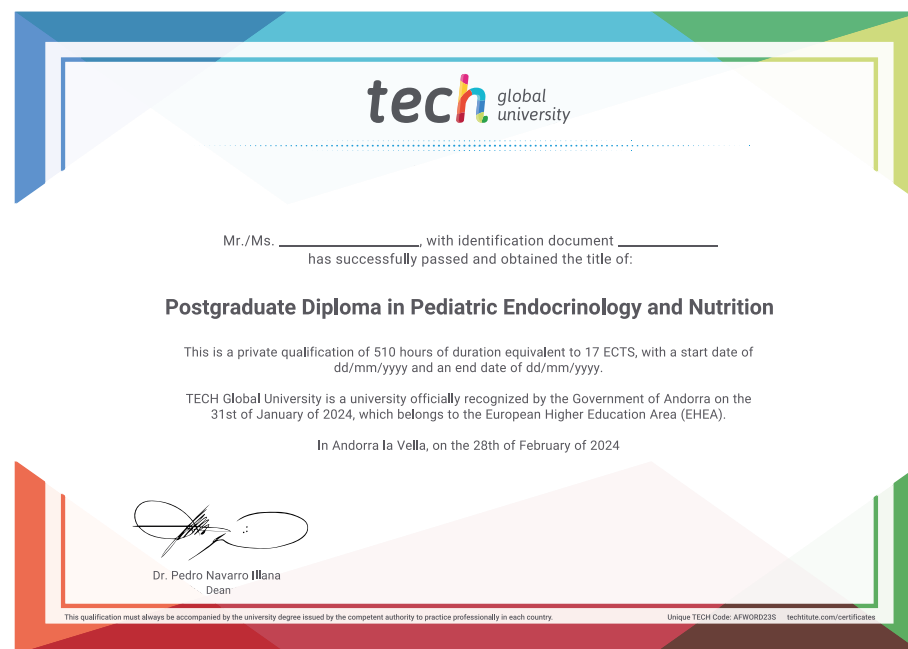 tech global
university
Mr./Ms. ____________, with identification document ____________
has successfully passed and obtained the title of:
Postgraduate Diploma in Pediatric Endocrinology and Nutrition
This is a private qualification of 510 hours of duration equivalent to 17 ECTS, with a start date of
dd/mm/yyyy and an end date of dd/mm/yyyy.
TECH Global University is a university officially recognized by the Government of Andorra on the
31st of January of 2024, which belongs to the European Higher Education Area (EHEA).
In Andorra la Vella, on the 28th of February of 2024
Dr. Pedro Navarro Illana
Dean
This qualification must always be accompanied by the university degree issued by the competent authority to practice professionally in each country.
Unique TECH Code: AFWORD23S techtitute.com/certificates